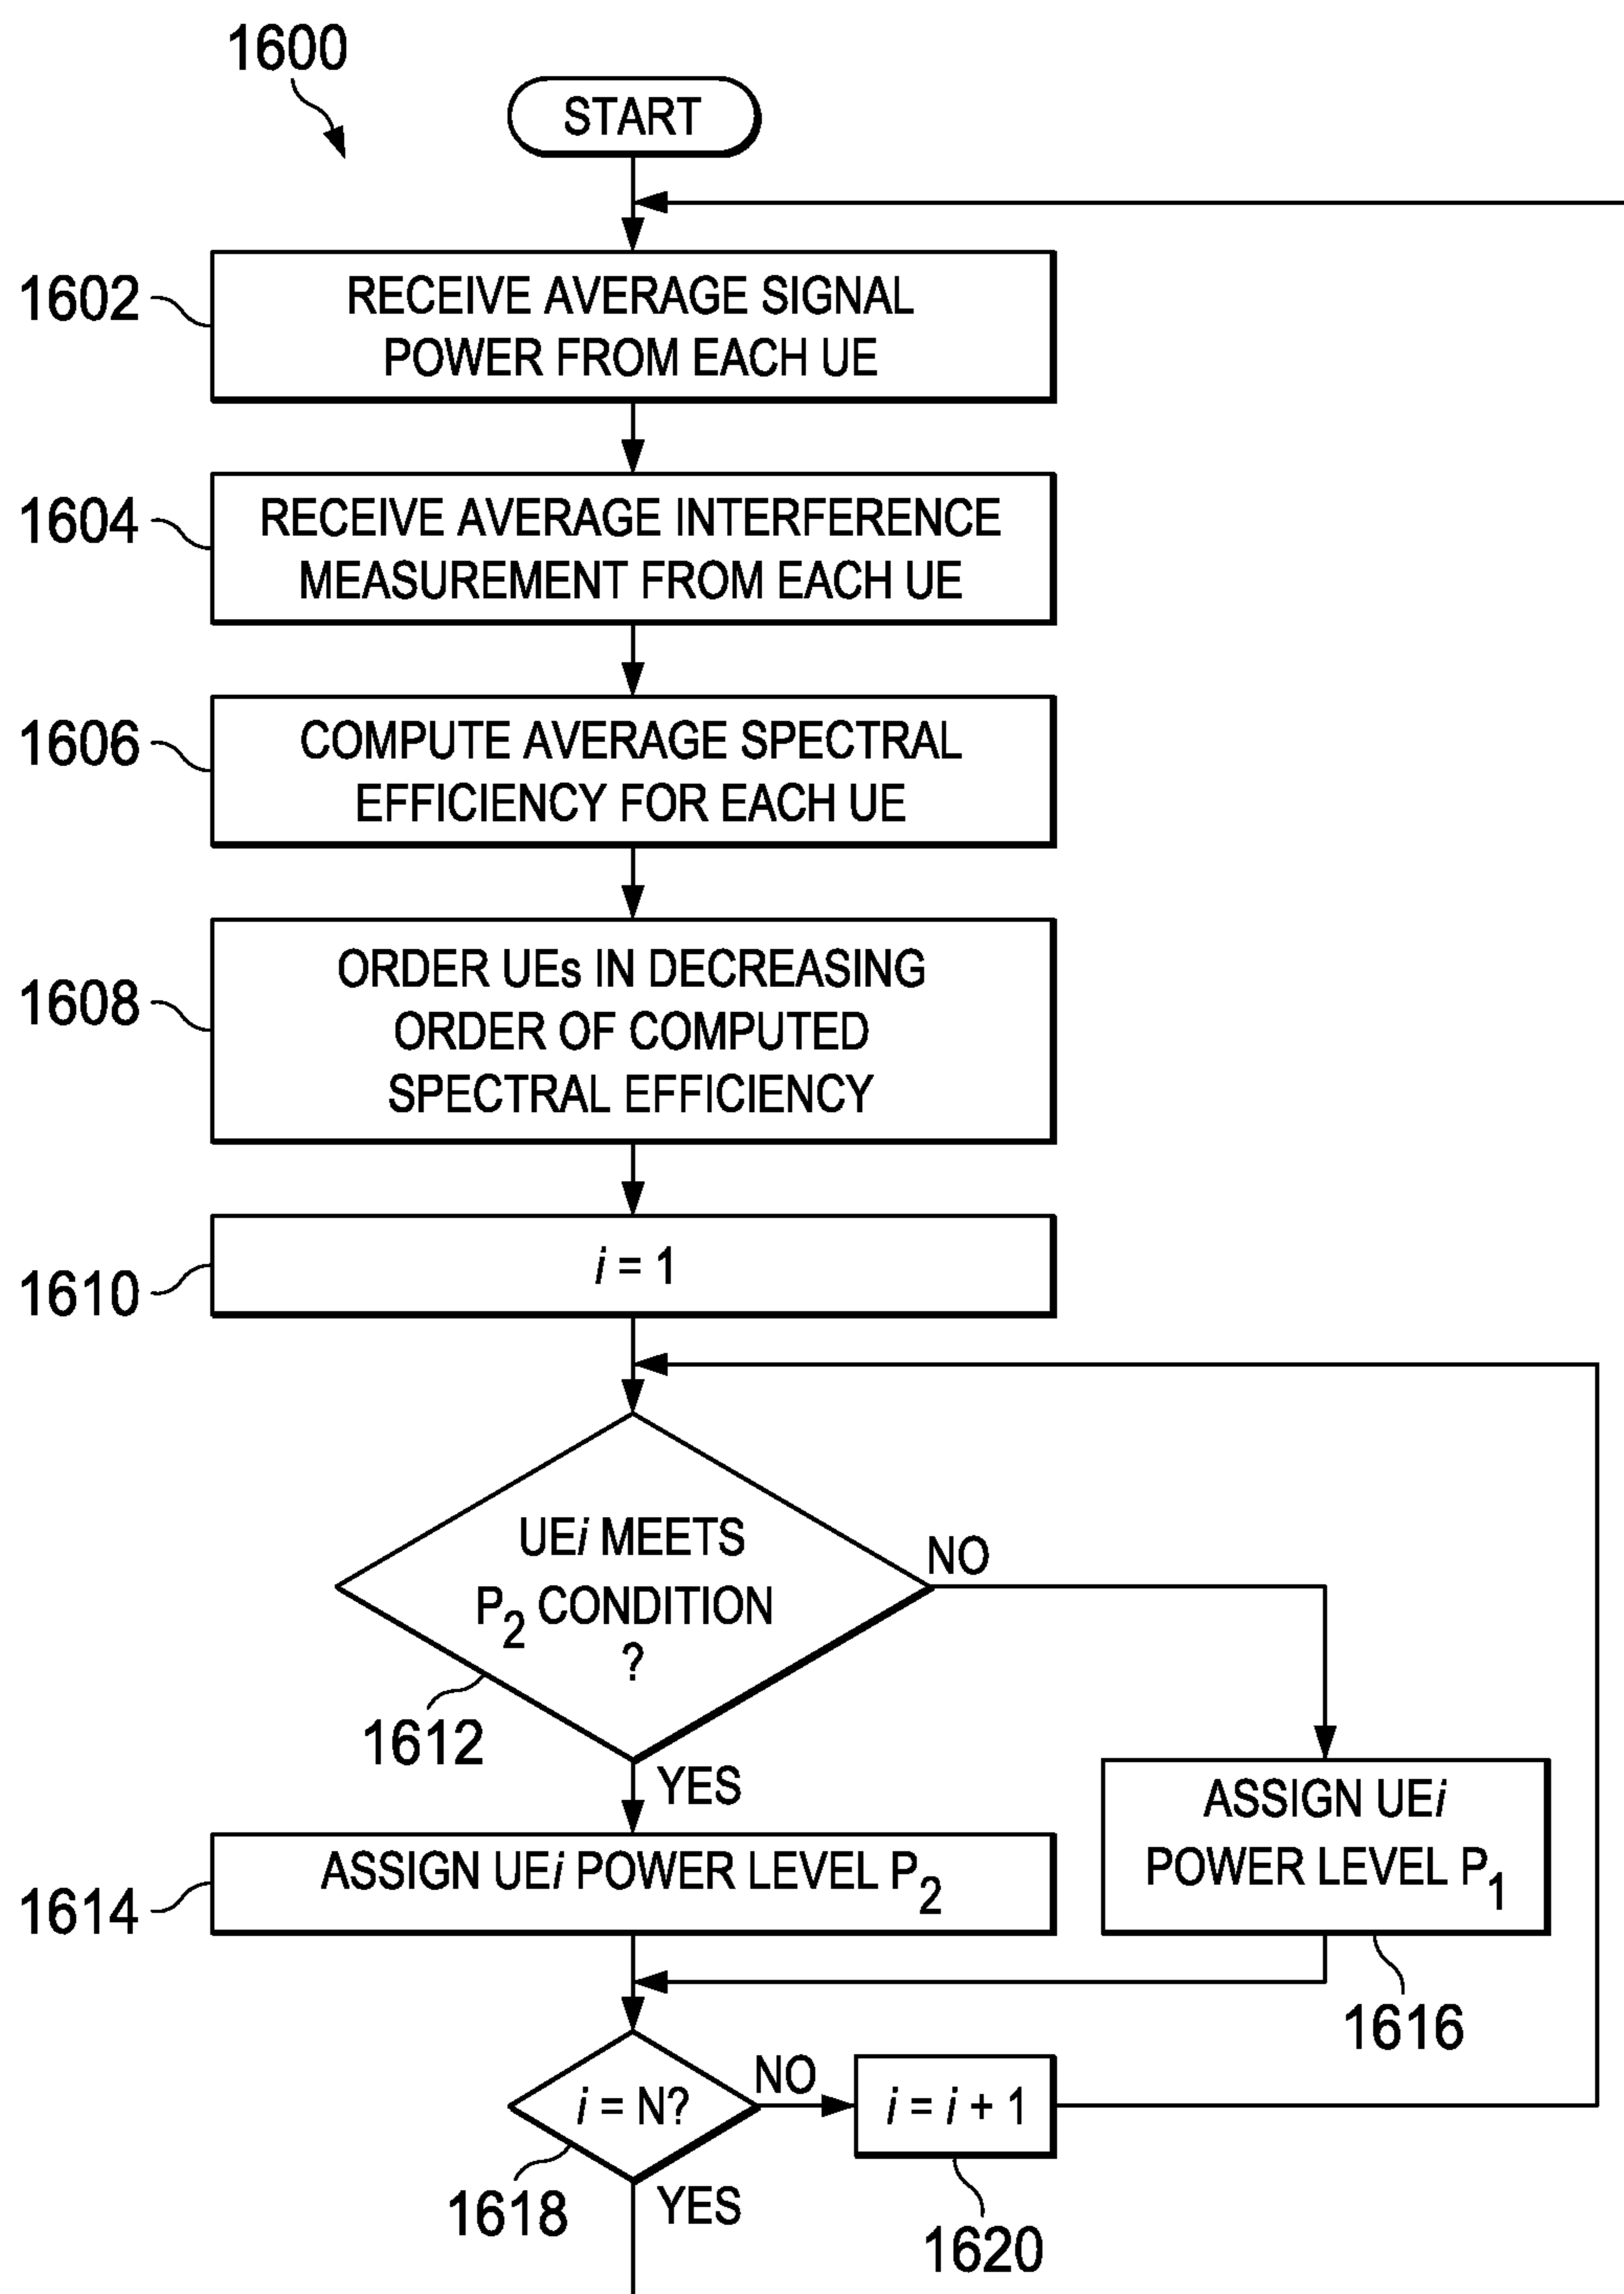 1600
START
1602
RECEIVE AVERAGE SIGNAL
POWER FROM EACH UE
1604
RECEIVE AVERAGE INTERFERENCE
MEASUREMENT FROM EACH UE
1606
COMPUTE AVERAGE SPECTRAL
EFFICIENCY FOR EACH UE
1608
ORDER UEs IN DECREASING
ORDER OF COMPUTED
SPECTRAL EFFICIENCY
1610
i = 1
UEi MEETS
P2 CONDITION
?
NO
1612
YES
ASSIGN UEi
POWER LEVEL P1
1614
ASSIGN UEi POWER LEVEL P2
1616
i = N?
NO
i = i + 1
1618
YES
1620